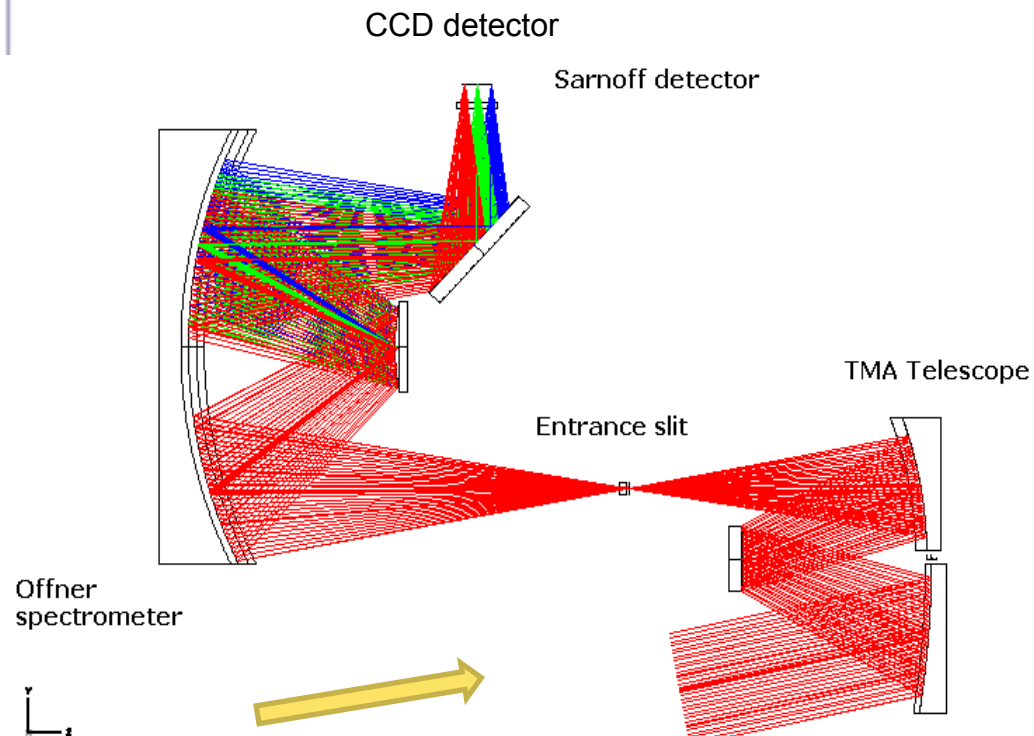 CCD detector
Sarnoff detector
TMA Telescope
Entrance slit
F
Offner
spectrometer
Y
Z